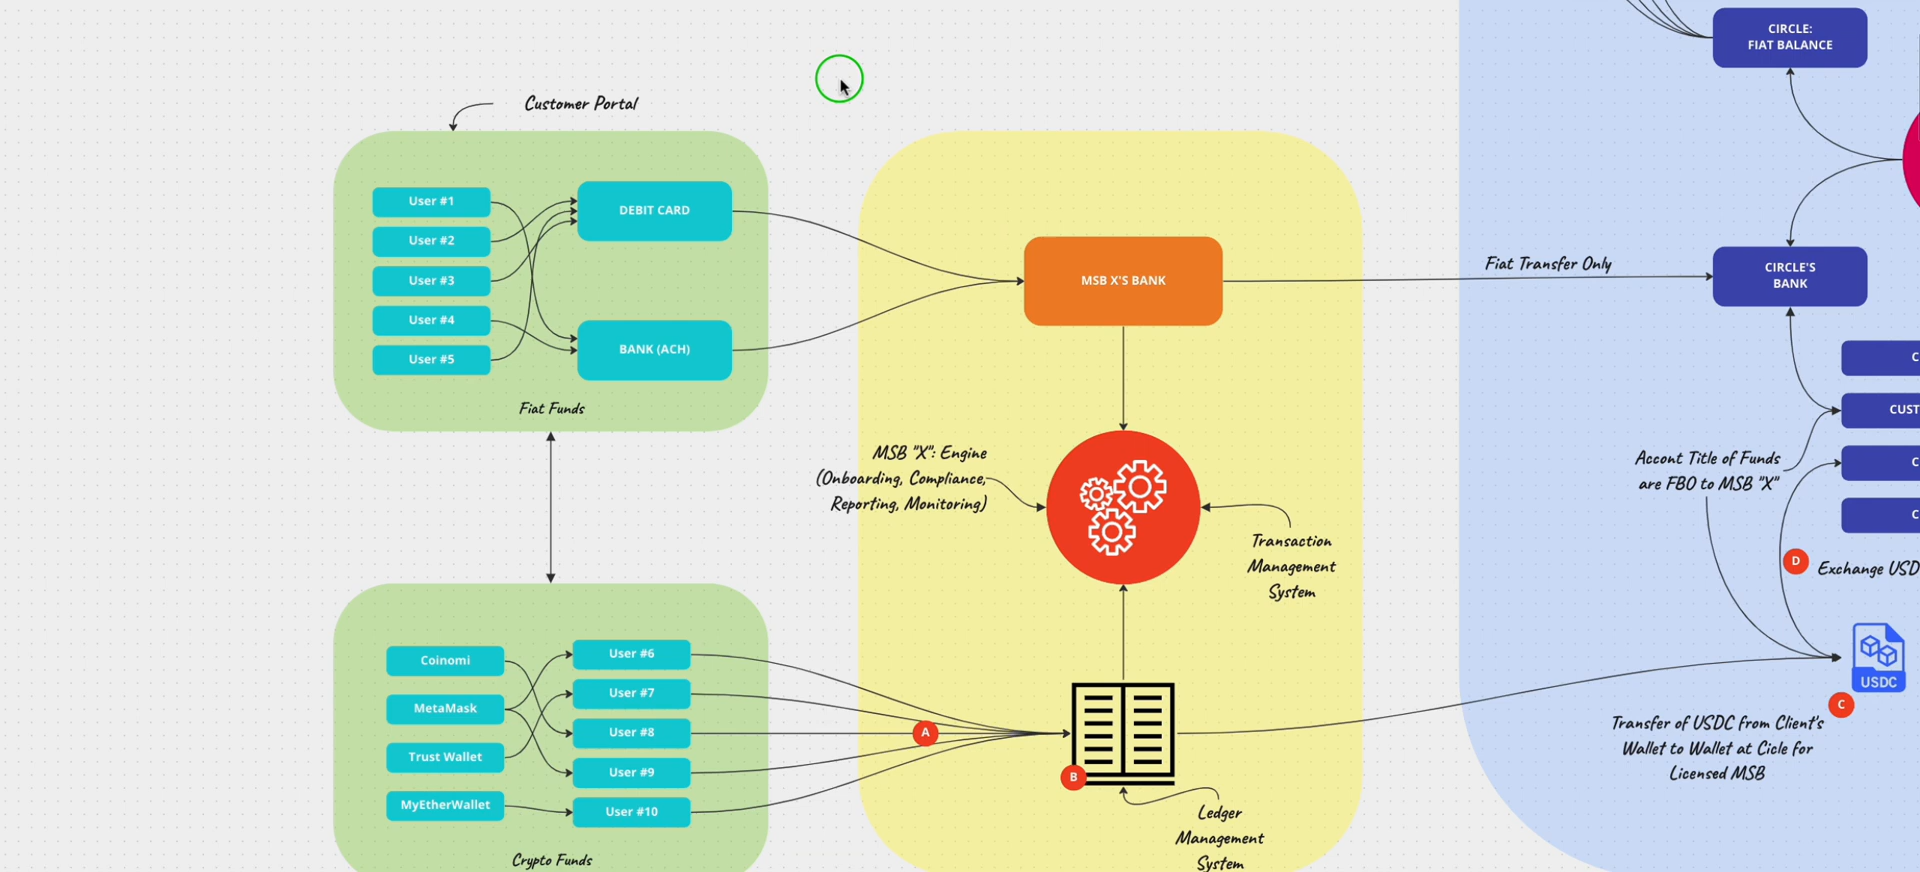 CIRCLE:
FIAT BALANCE
Customer Portal
User #1
User #2
User #3
User #4
User #5
DEBIT CARD
BANK (ACH)
Fiat Funds
MSB X'S BANK
Fiat Transfer Only
CIRCLE'S
BANK
C
CUST
C
C
MSB "X": Engine
(Onboarding, Compliance,
Reporting, Monitoring)
Transaction
Management
System
Accont Title of Funds
are FBO to MSB "X"
D
Exchange USD
USDC
C
Transfer of USDC from Client's
Wallet to Wallet at Cicle for
Licensed MSB
Coinomi
MetaMask
Trust Wallet
MyEtherWallet
User #6
User #7
User #8
User #9
User #10
Crypto Funds
A
B
Ledger
Management
System